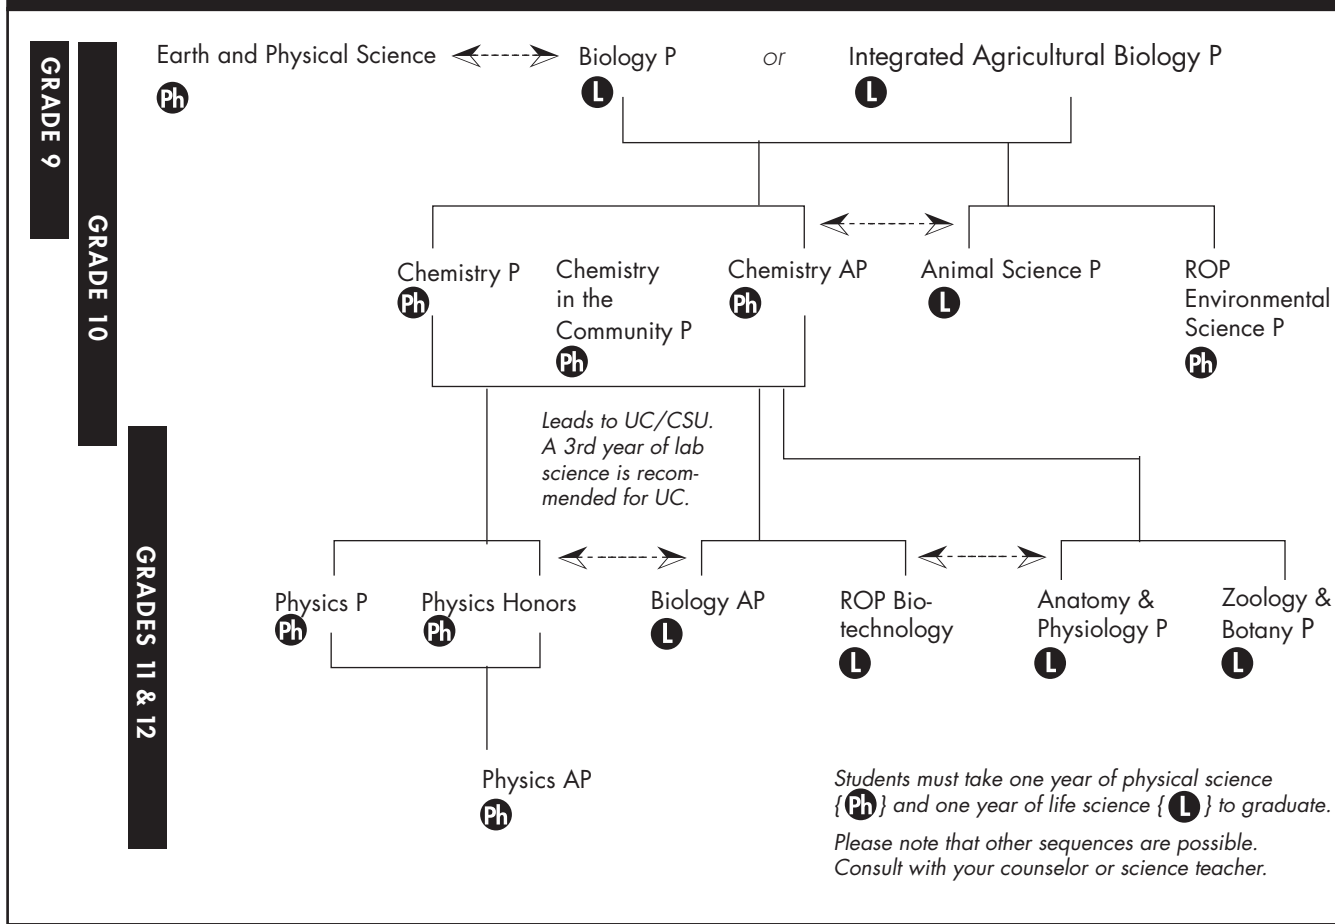 GRADE 9
GRADE 10
GRADES 11 & 12
Earth and Physical Science
Ph
Biology P
L
or
Integrated Agricultural Biology P
L
Chemistry P
Ph
Chemistry
in the
Community P
Ph
Chemistry AP
Ph
Animal Science P
L
ROP
Environmental
Science P
Ph
Leads to UC/CSU.
A 3rd year of lab
science is recom-
mended for UC.
Physics P
Ph
Physics Honors
Ph
Biology AP
L
ROP Bio-
technology
L
Anatomy &
Physiology P
L
Zoology &
Botany P
L
Physics AP
Ph
Students must take one year of physical science
{Ph} and one year of life science { L } to graduate.
Please note that other sequences are possible.
Consult with your counselor or science teacher.